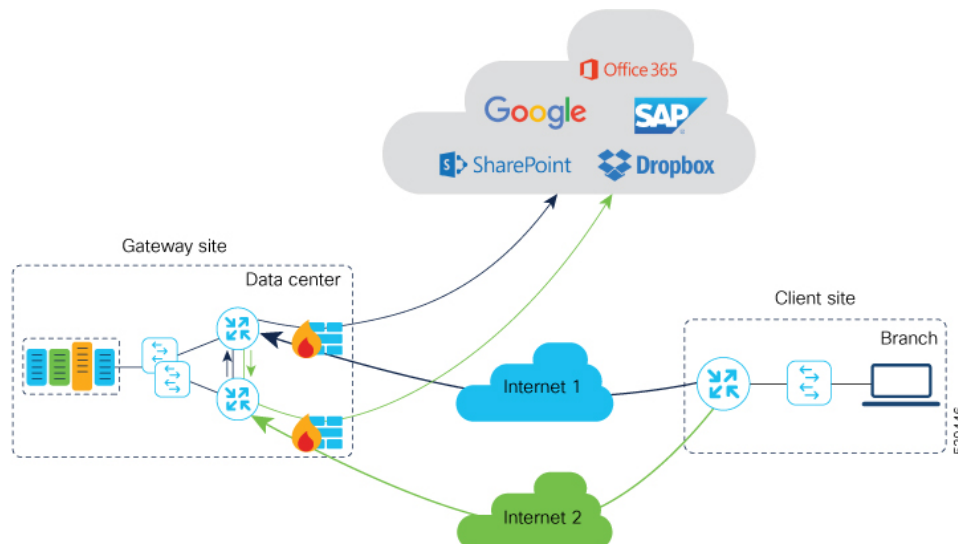 Office 365
Google
SAP
S
SharePoint
Dropbox
Gateway site
Data center
Client site
Branch
Internet 1
Internet 2